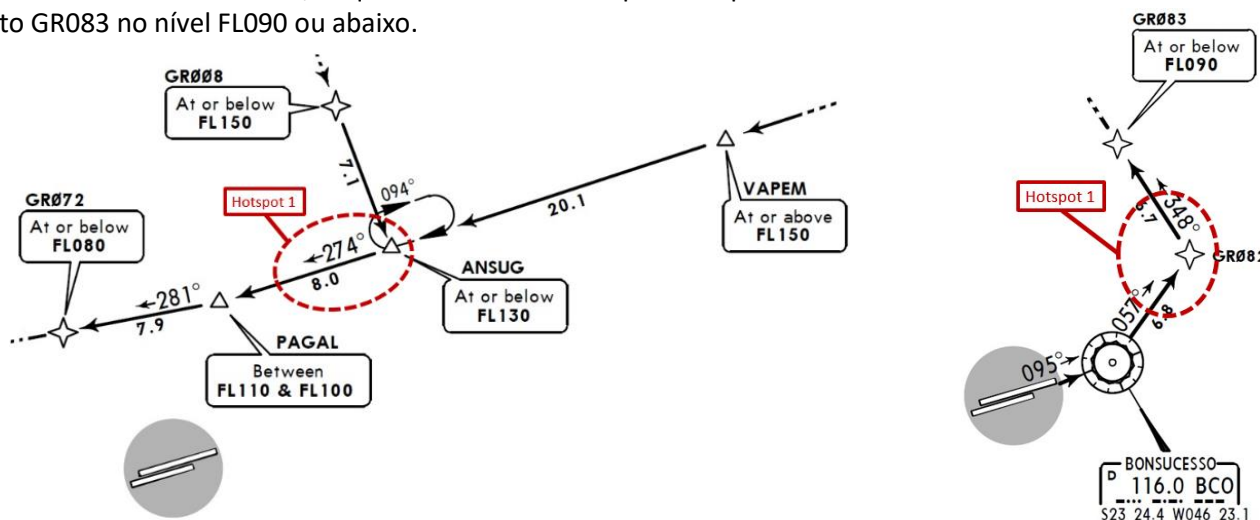 to GR083 no nível FL090 ou abaixo.
GRØØ8
At or below
FL150
7.1
094°
GRØ72
At or below
FL080
Hotspot 1
20.1
VAPEM
At or above
FL150
←274°
8.0
ANSUG
At or below
FL130
←281°
7.9
PAGAL
Between
FL110 & FL100
GRØ83
At or below
FL090
Hotspot 1
348°
6.7
GRØ82
057°
6.8
095°
BONSUCESSO
D 116.0 BCO
S23 24.4 W046 23.1